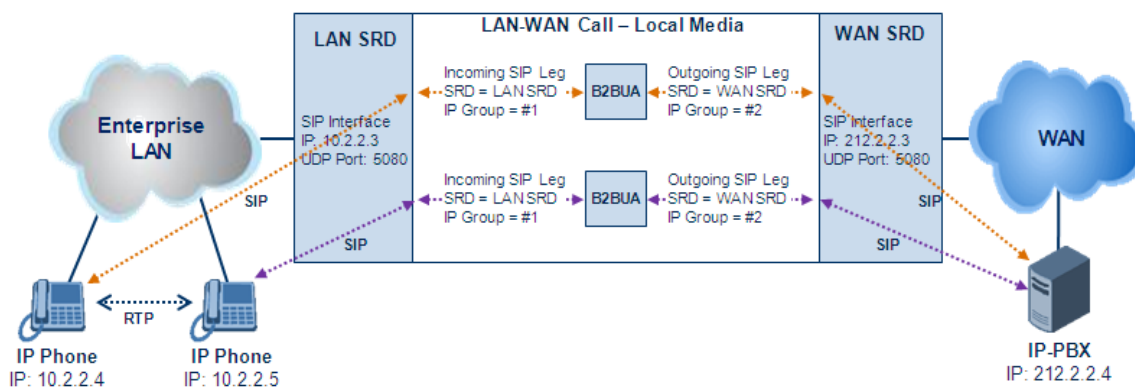 LAN SRD
LAN-WAN Call – Local Media
WAN SRD
Incoming SIP Leg
SRD = LAN SRD
IP Group = #1
B2BUA
Outgoing SIP Leg
SRD = WAN SRD
IP Group = #2
Enterprise
LAN
SIP Interface
IP: 10.2.2.3
UDP Port: 5080
SIP Interface
IP: 212.2.2.3
UDP Port: 5080
WAN
SIP
Incoming SIP Leg
SRD = LAN SRD
IP Group = #1
B2BUA
Outgoing SIP Leg
SRD = WAN SRD
IP Group = #2
SIP
SIP
SIP
RTP
IP Phone
IP: 10.2.2.4
IP Phone
IP: 10.2.2.5
IP-PBX
IP: 212.2.2.4